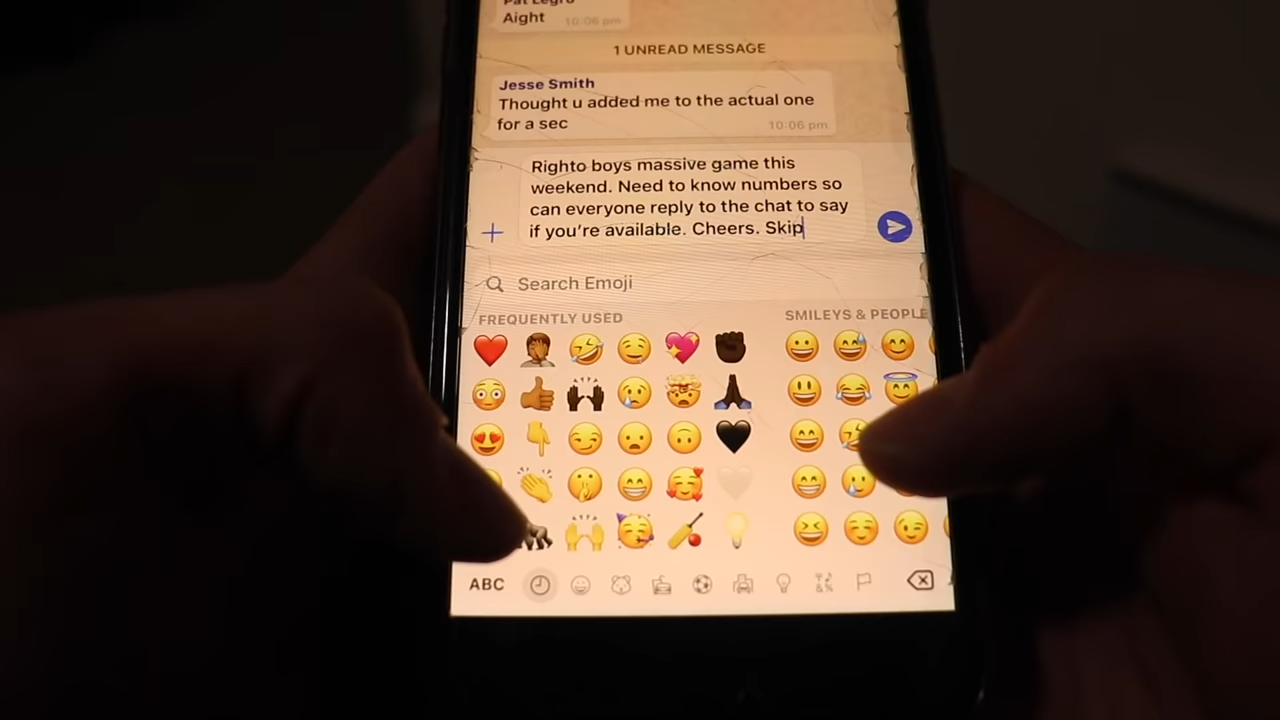 Pat Legro
Aight 10:06 pm
1 UNREAD MESSAGE
Jesse Smith
Thought u added me to the actual one
for a sec 10:06 pm
Righto boys massive game this
weekend. Need to know numbers so
can everyone reply to the chat to say
if you're available. Cheers. Skip
Search Emoji
FREQUENTLY USED SMILEYS & PEOPLE
ABC